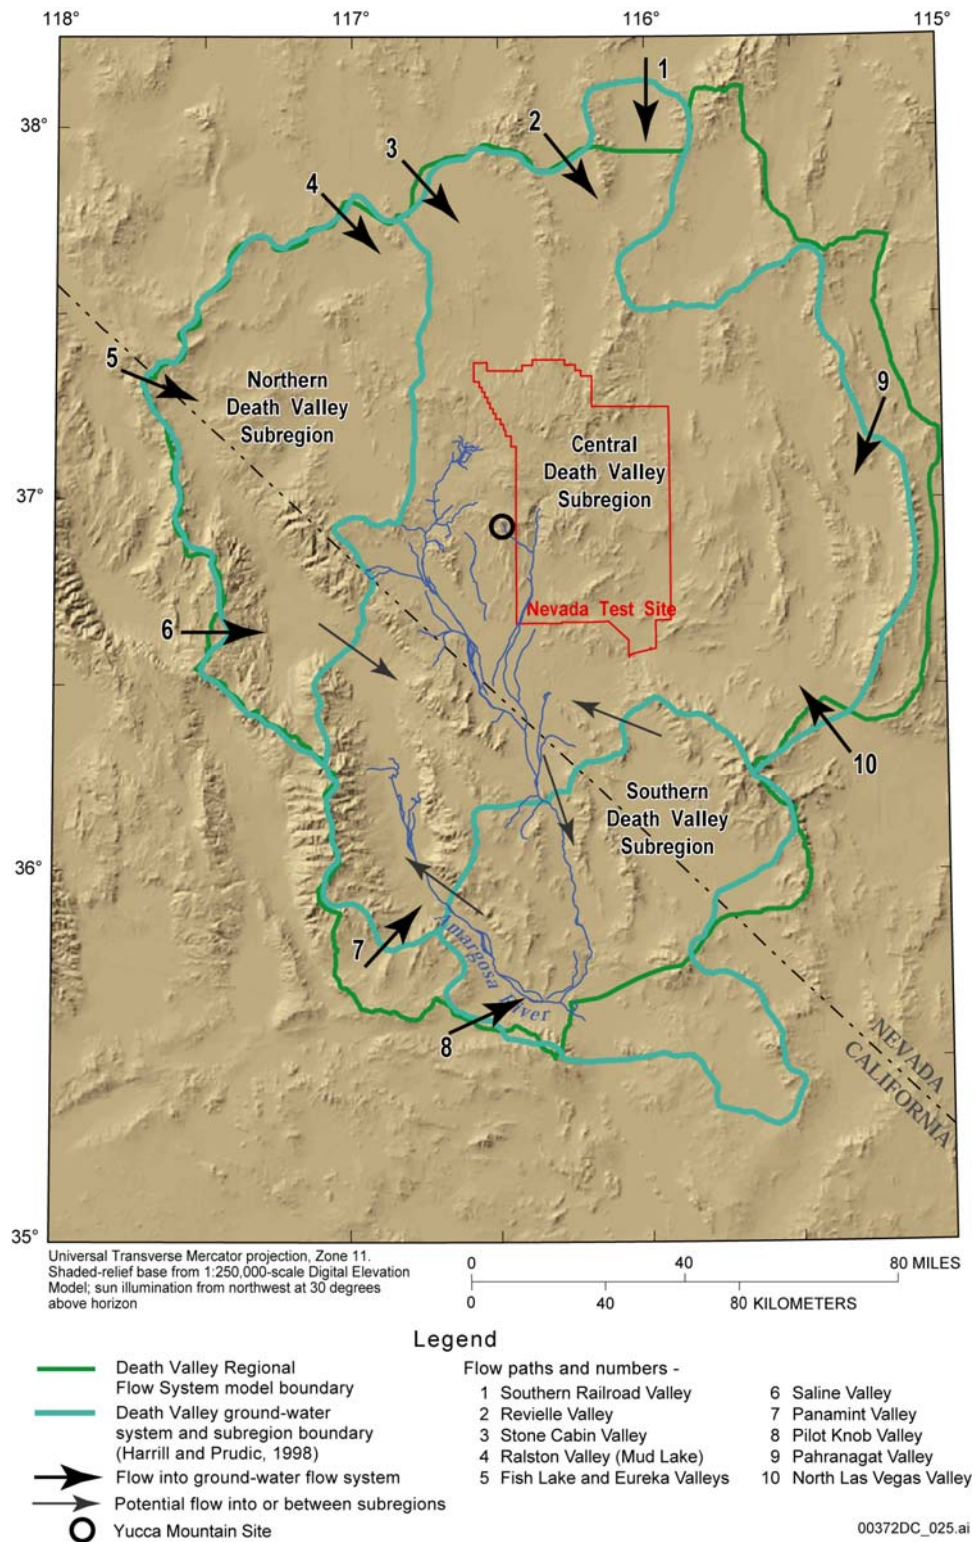 118°
117°
116°
115°
1
38°
2
3
4
5
Northern
Death Valley
Subregion
9
Central
Death Valley
Subregion
37°
Nevada Test Site
6
10
Southern
Death Valley
Subregion
36°
7
Amargosa River
8
NEVADA
CALIFORNIA
35°
Universal Transverse Mercator projection, Zone 11.
Shaded-relief base from 1:250,000-scale Digital Elevation
Model; sun illumination from northwest at 30 degrees
above horizon
0 40 80 MILES
0 40 80 KILOMETERS
Legend
Death Valley Regional
Flow System model boundary
Death Valley ground-water
system and subregion boundary
(Harrill and Prudic, 1998)
Flow into ground-water flow system
Potential flow into or between subregions
Yucca Mountain Site
Flow paths and numbers -
1 Southern Railroad Valley
2 Revielle Valley
3 Stone Cabin Valley
4 Ralston Valley (Mud Lake)
5 Fish Lake and Eureka Valleys
6 Saline Valley
7 Panamint Valley
8 Pilot Knob Valley
9 Pahranagat Valley
10 North Las Vegas Valley
00372DC_025.ai